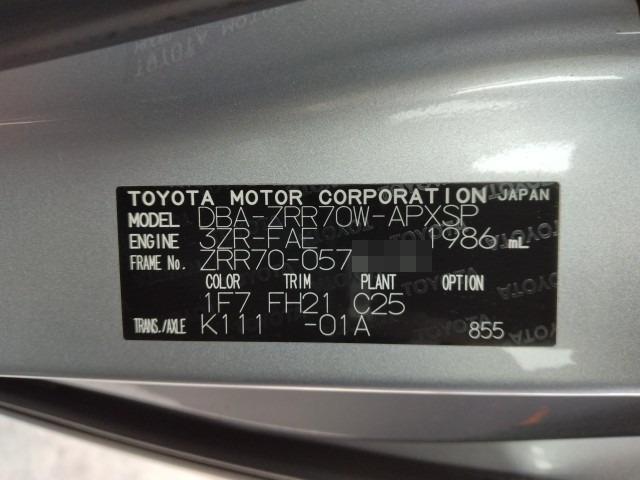 TOYOTA MOTOR CORPORATION JAPAN
MODEL DBA-ZRR70W-APXSP
ENGINE 3ZR-FAE 1986 mL
FRAME No. ZRR70-057
COLOR TRIM PLANT OPTION
1F7 FH21 C25
TRANS./AXLE K111 -01A 855